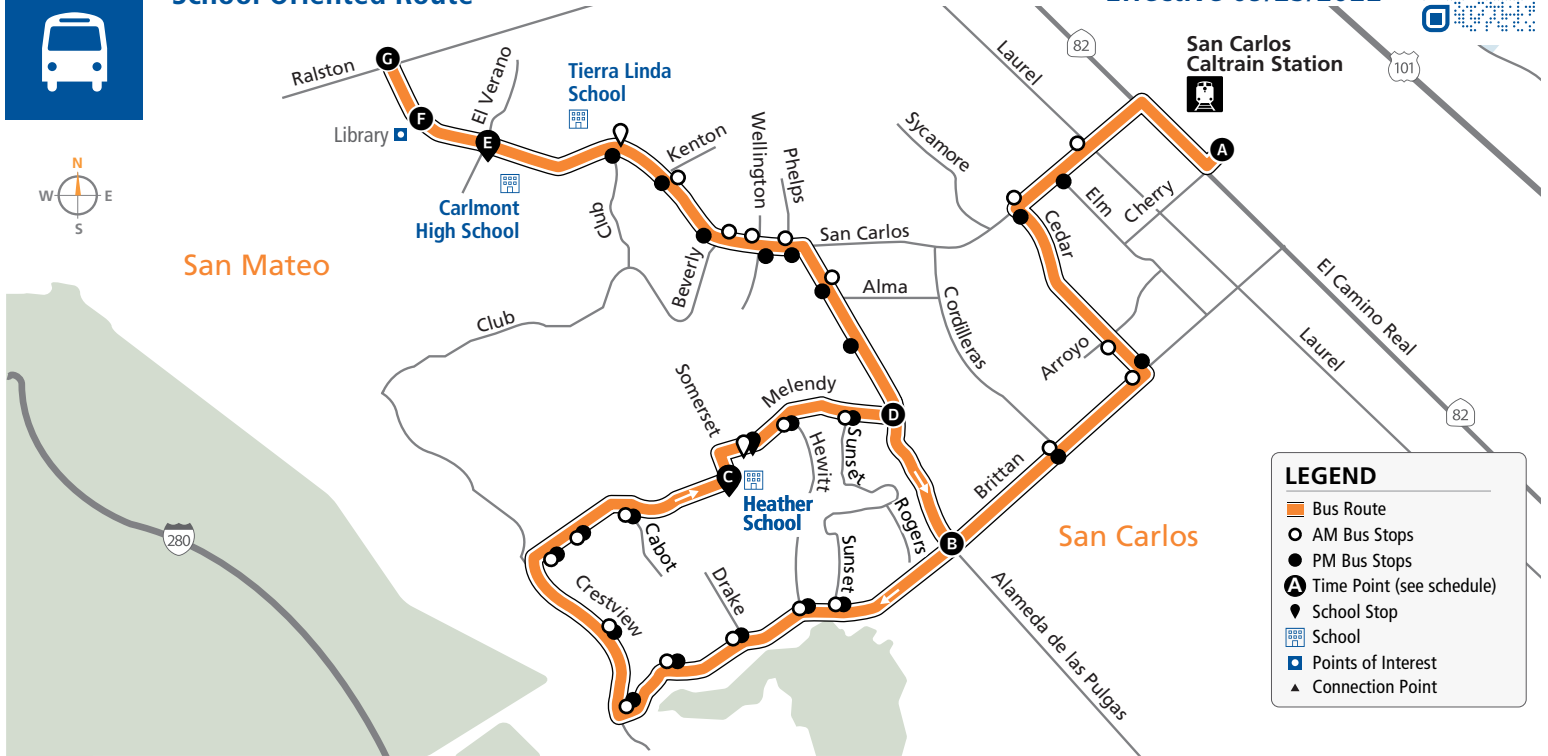 G
Ralston
F
Library
El Verano
E
Tierra Linda
School
Carlmont
High School
Kenton
Wellington
Phelps
Club
Beverly
San Carlos
Alma
Sycamore
Laurel
82
San Carlos
Caltrain Station
101
A
Elm
Cherry
Cedar
Cordilleras
Arroyo
El Camino Real
Laurel
82
N
W
E
S
San Mateo
Club
Somerset
Melendy
D
Hewitt
Sunset
C
Heather
School
Rogers
Brittan
San Carlos
B
280
Cabot
Crestview
Drake
Sunset
Alameda de las Pulgas
LEGEND
Bus Route
AM Bus Stops
PM Bus Stops
A Time Point (see schedule)
School Stop
School
Points of Interest
Connection Point